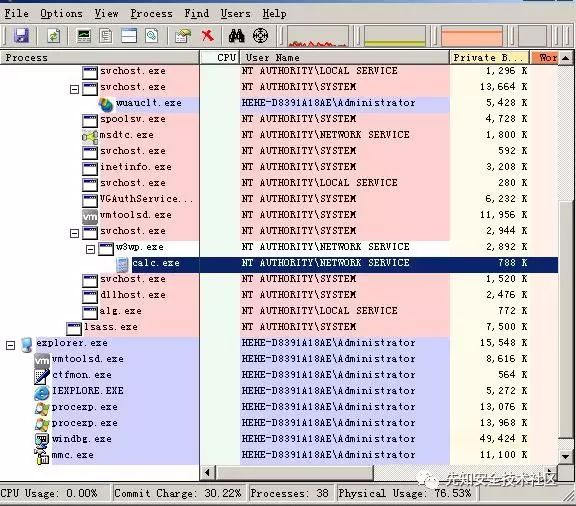 File Options View Process Find Users Help
Process CPU User Name Private B... Wor
svchost.exe NT AUTHORITY\LOCAL SERVICE 1,296 K
svchost.exe NT AUTHORITY\SYSTEM 13,664 K
wuauclt.exe HEHE-D8391A18AE\Administrator 5,428 K
spoolsv.exe NT AUTHORITY\SYSTEM 4,728 K
msdtc.exe NT AUTHORITY\NETWORK SERVICE 1,800 K
svchost.exe NT AUTHORITY\SYSTEM 592 K
inetinfo.exe NT AUTHORITY\SYSTEM 3,208 K
svchost.exe NT AUTHORITY\LOCAL SERVICE 280 K
VGAuthService... NT AUTHORITY\SYSTEM 6,232 K
vmtoolsd.exe NT AUTHORITY\SYSTEM 11,956 K
svchost.exe NT AUTHORITY\SYSTEM 2,944 K
w3wp.exe NT AUTHORITY\NETWORK SERVICE 2,892 K
calc.exe NT AUTHORITY\NETWORK SERVICE 788 K
svchost.exe NT AUTHORITY\SYSTEM 1,520 K
dllhost.exe NT AUTHORITY\SYSTEM 2,476 K
alg.exe NT AUTHORITY\LOCAL SERVICE 772 K
lsass.exe NT AUTHORITY\SYSTEM 7,500 K
explorer.exe HEHE-D8391A18AE\Administrator 15,548 K
vmtoolsd.exe HEHE-D8391A18AE\Administrator 8,616 K
ctfmon.exe HEHE-D8391A18AE\Administrator 564 K
IEXPLORE.EXE HEHE-D8391A18AE\Administrator 5,272 K
procexp.exe HEHE-D8391A18AE\Administrator 13,076 K
procexp.exe HEHE-D8391A18AE\Administrator 13,968 K
windbg.exe HEHE-D8391A18AE\Administrator 49,424 K
mmc.exe HEHE-D8391A18AE\Administrator 11,100 K
先知安全技术社区
CPU Usage: 0.00% Commit Charge: 30.22% Processes: 38 Physical Usage: 76.53%